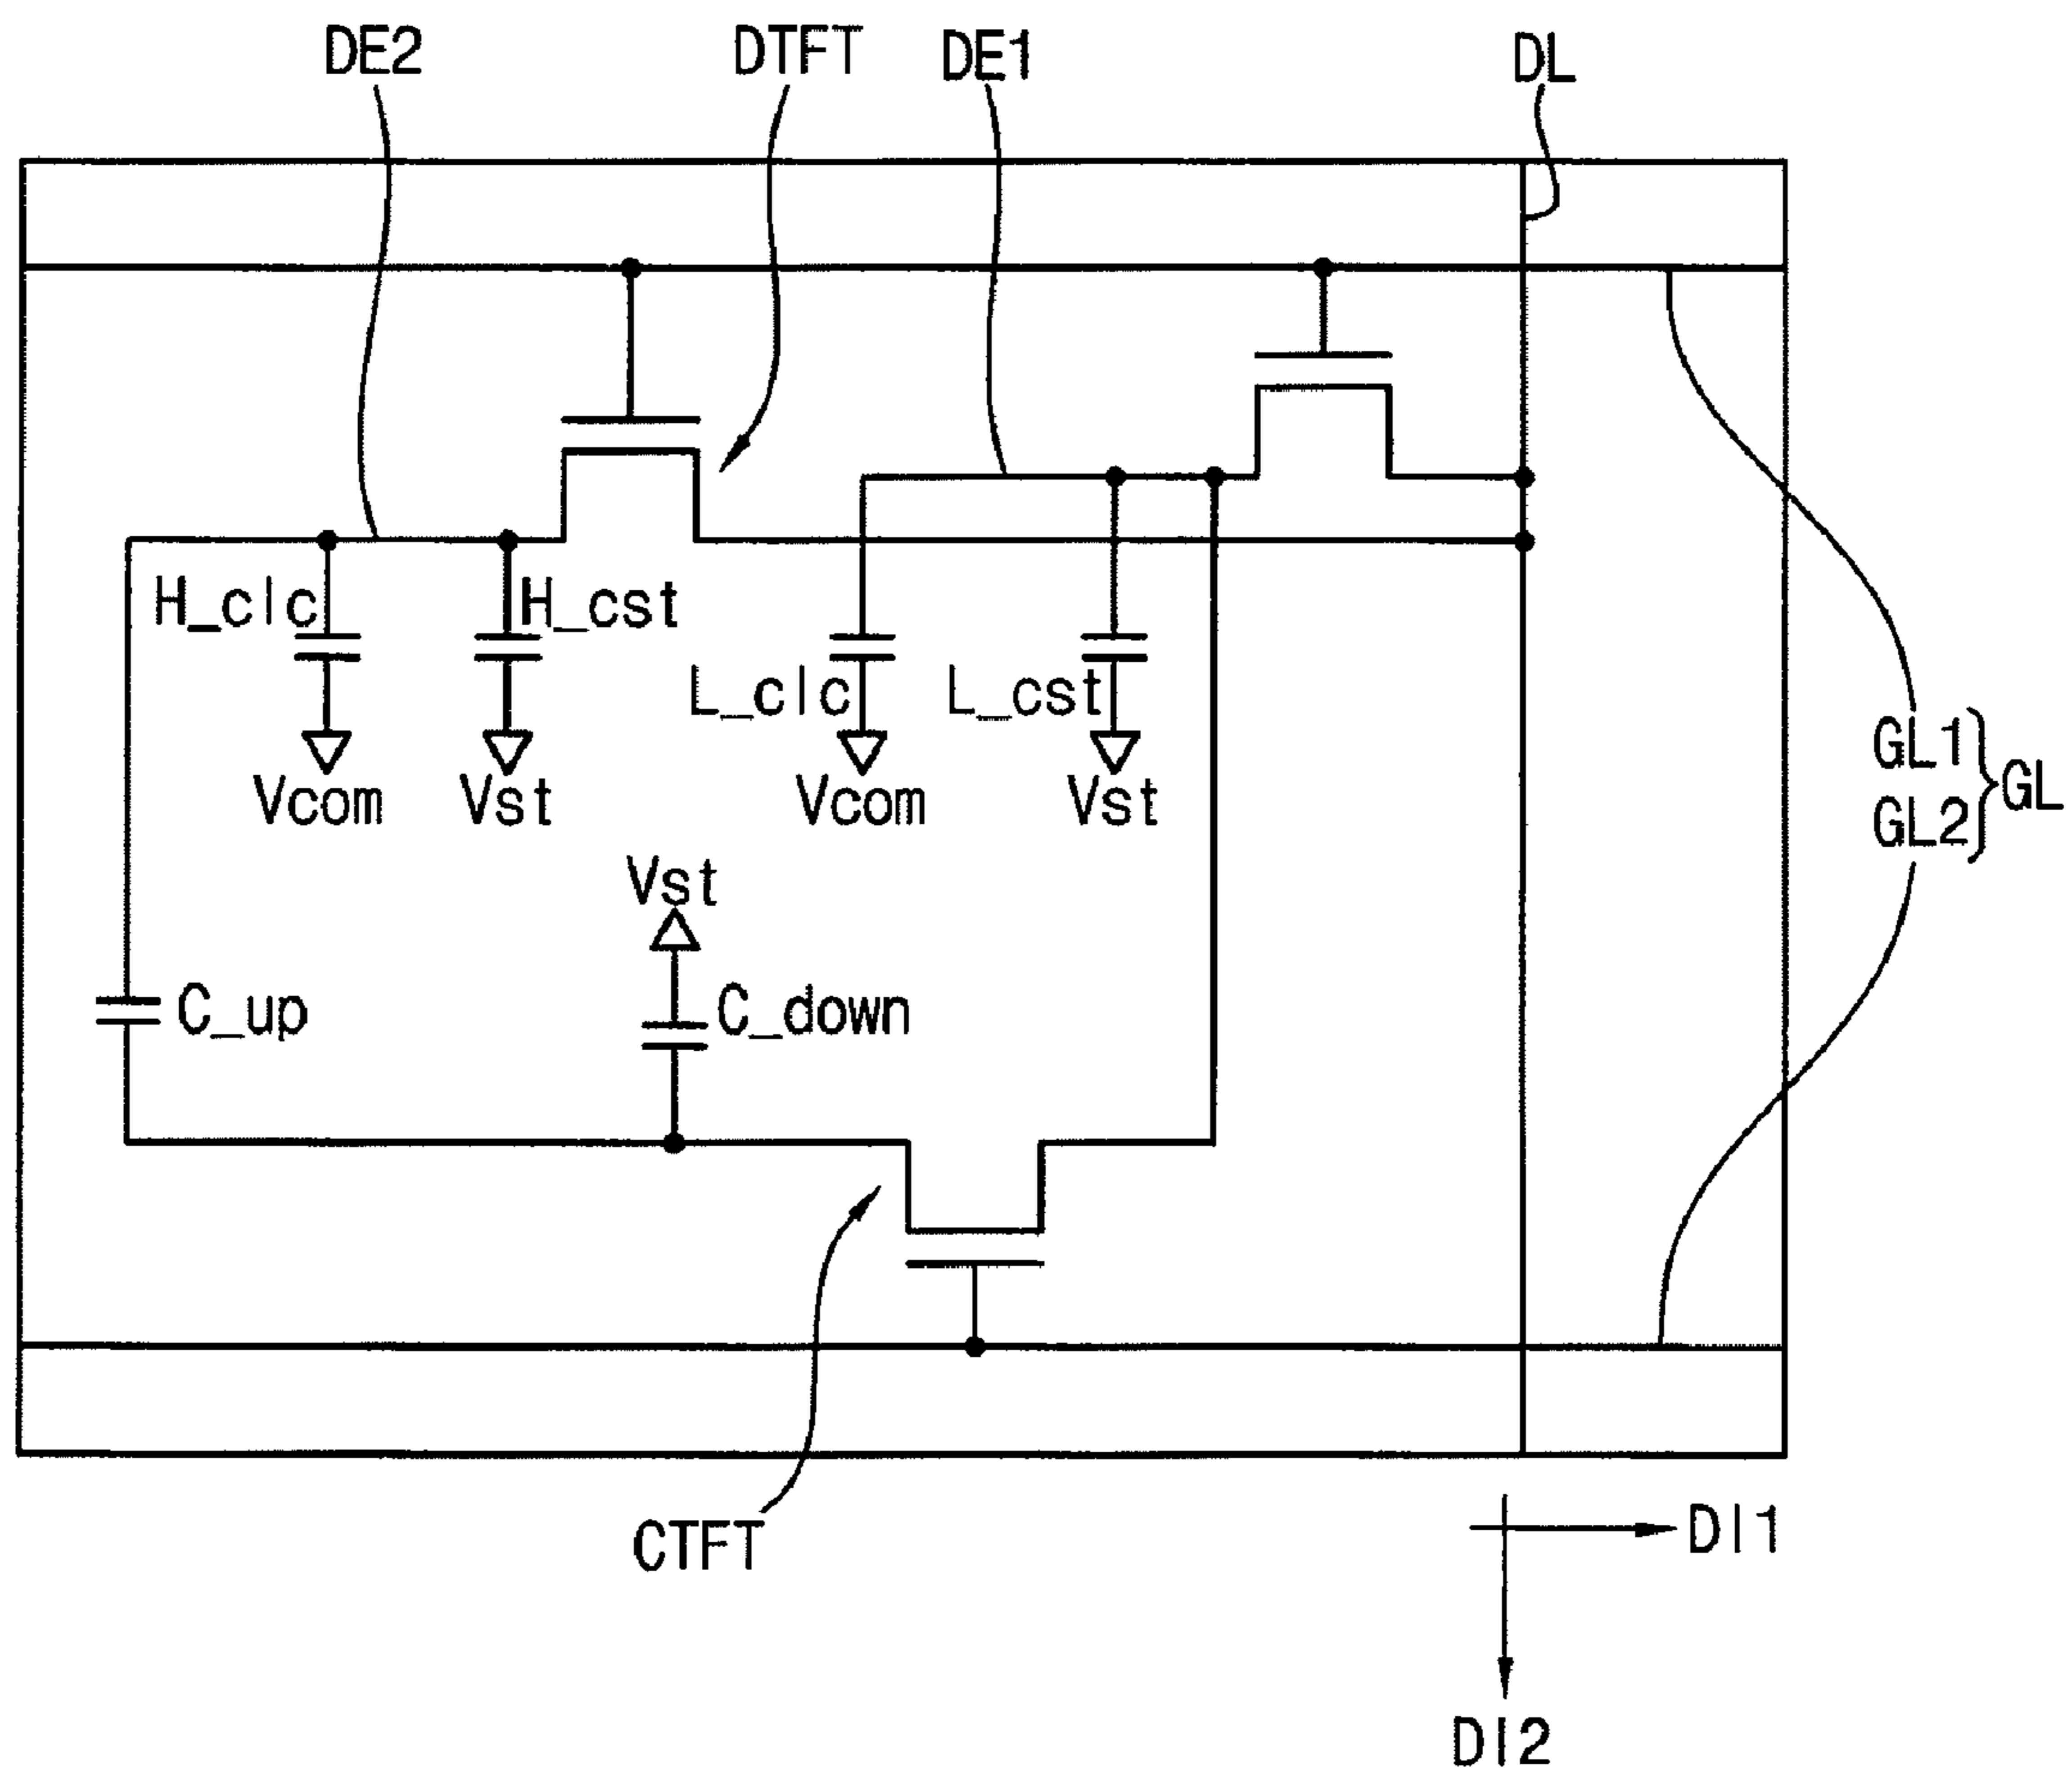 DE2 DTFT DE1 DL
H_clc H_cst
L_clc L_cst
GL1
GL2
GL
Vcom Vst Vcom Vst
Vst
C_up C_down
CTFT
DI1
DI2